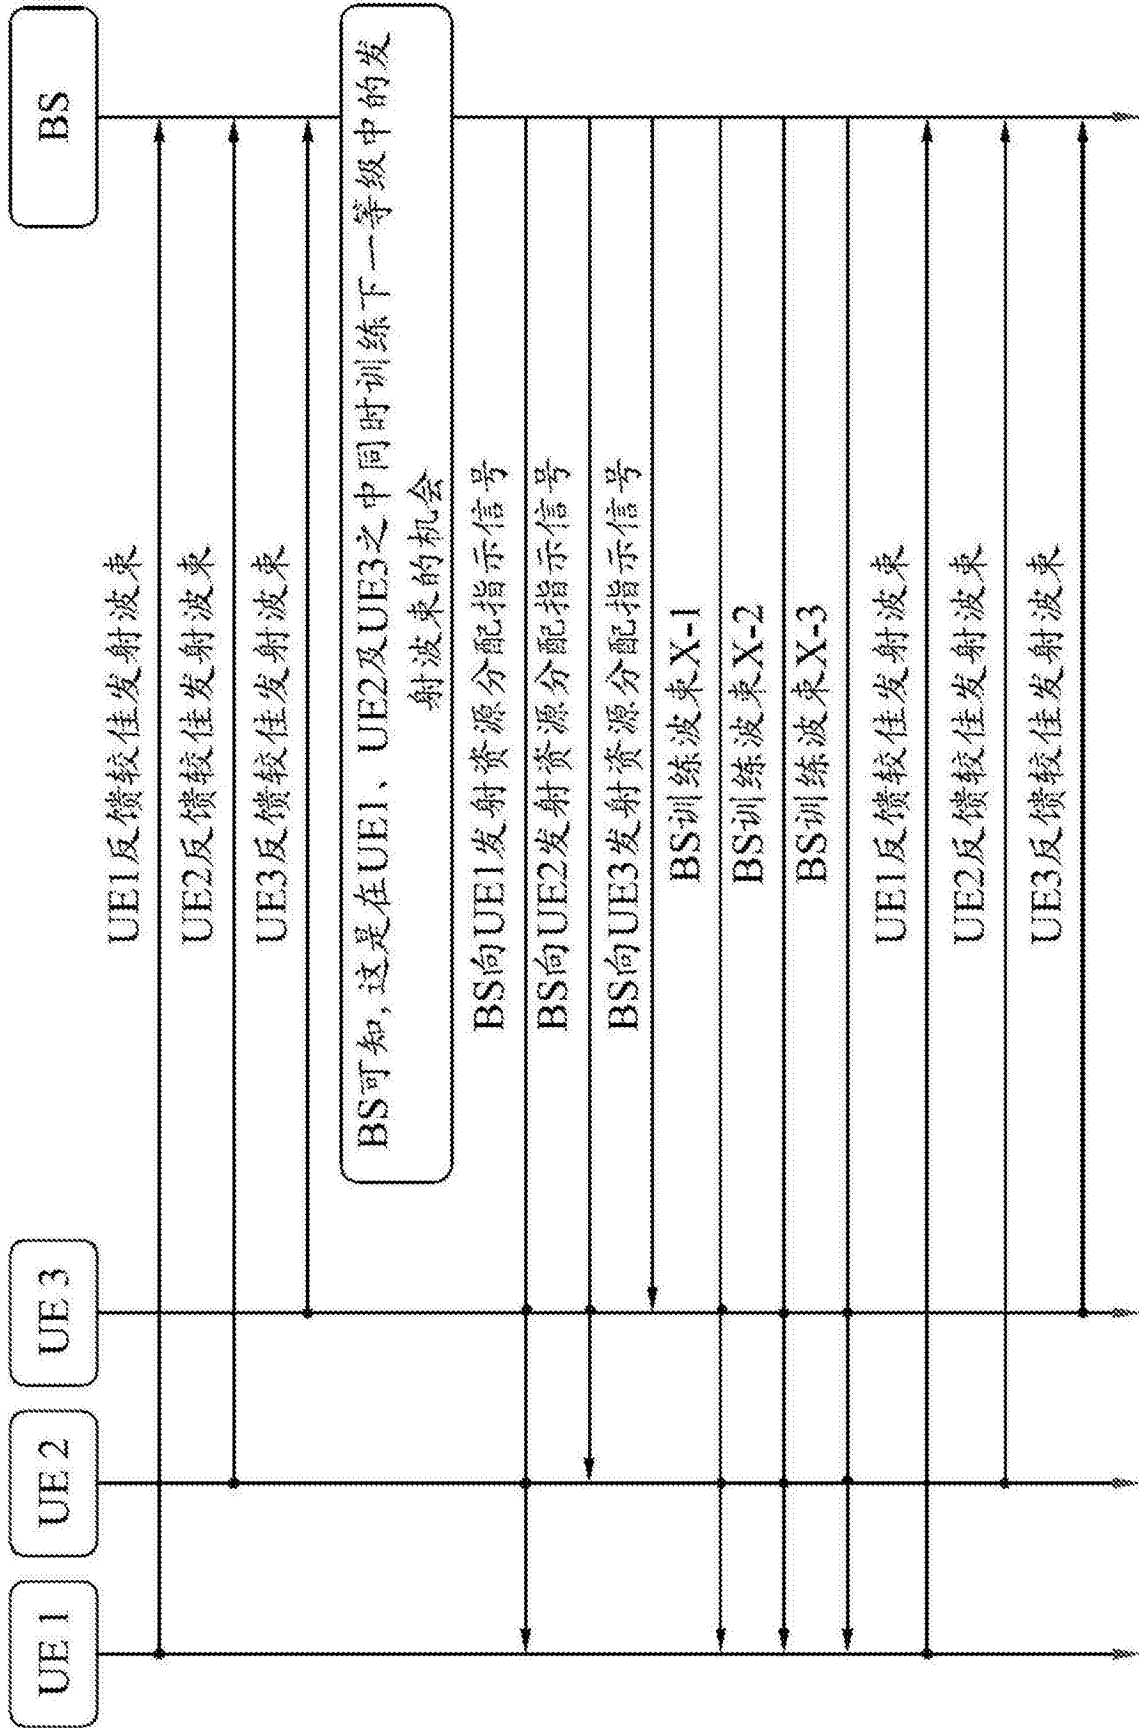 UE 1
UE 2
UE 3
BS
UE1反馈较佳发射波束
UE2反馈较佳发射波束
UE3反馈较佳发射波束
BS可知,这是在UE1、UE2及UE3之中同时训练下一等级中的发
射波束的机会
BS向UE1发射资源分配指示信号
BS向UE2发射资源分配指示信号
BS向UE3发射资源分配指示信号
BS训练波束X-1
BS训练波束X-2
BS训练波束X-3
UE1反馈较佳发射波束
UE2反馈较佳发射波束
UE3反馈较佳发射波束